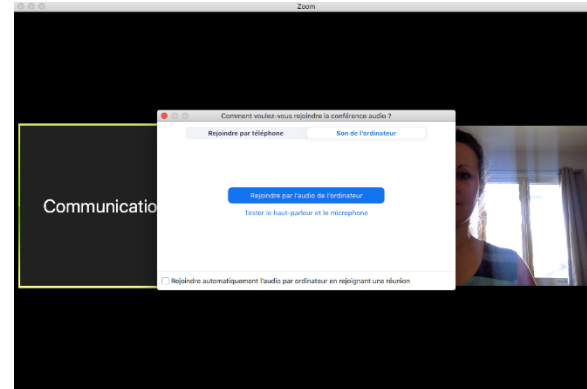 Zoom
Comment voulez-vous rejoindre la conférence audio ?
Rejoindre par téléphone
Son de l'ordinateur
Rejoindre par l'audio de l'ordinateur
Tester le haut-parleur et le microphone
Communicatio
Rejoindre automatiquement l'audio par ordinateur en rejoignant une réunion